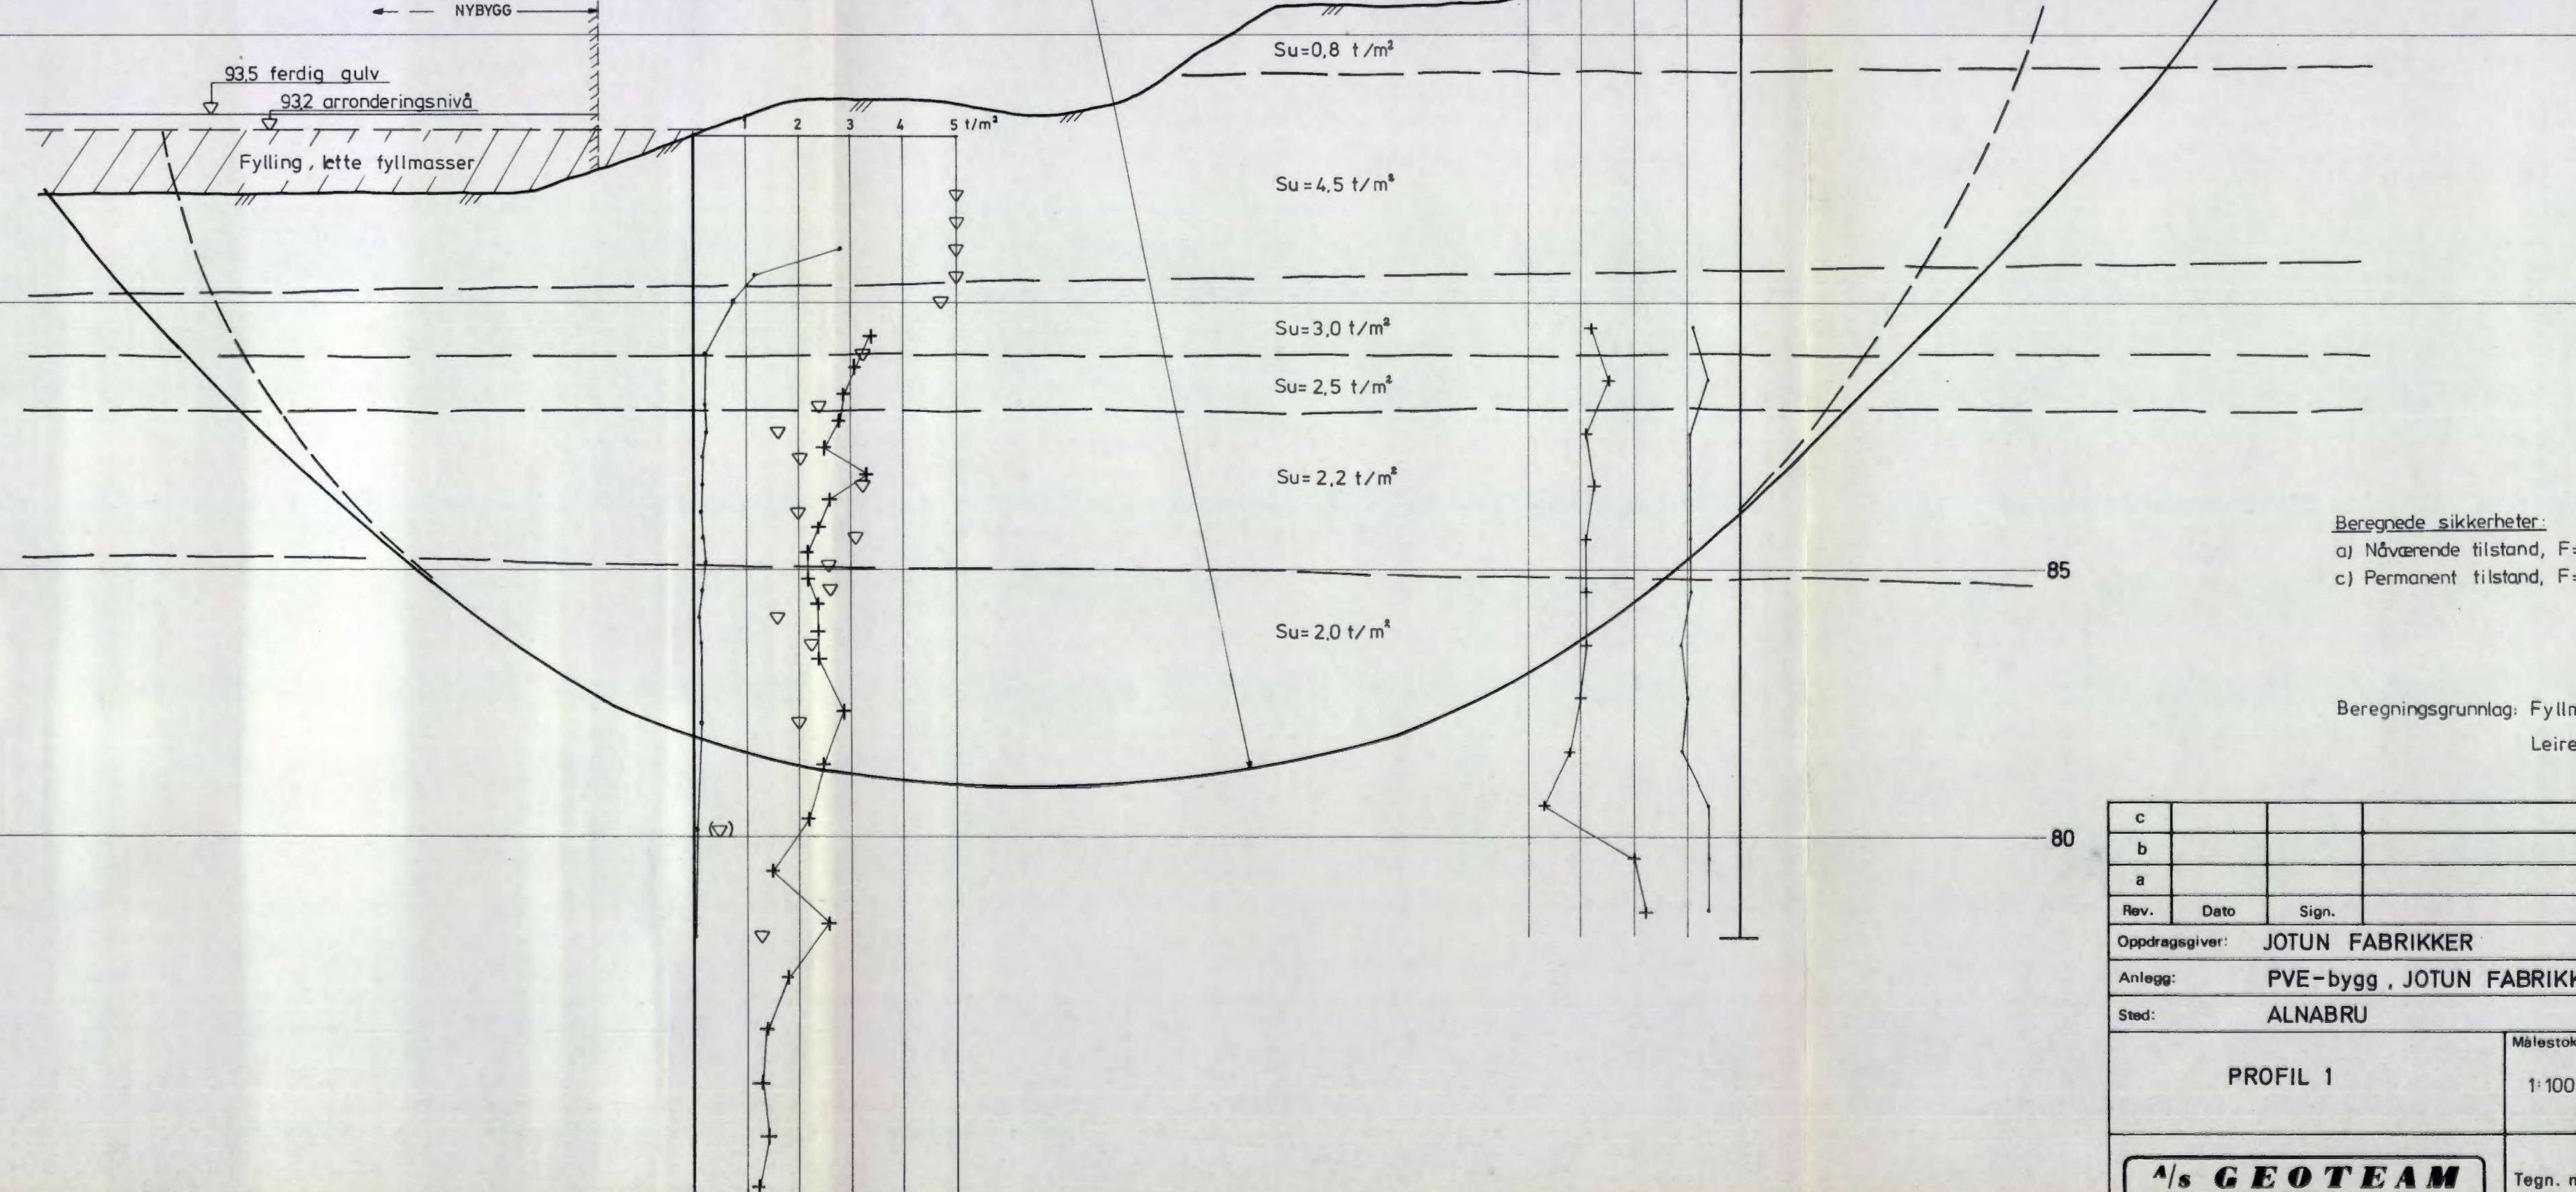 NYBYGG
93,5 ferdig gulv
93,2 arronderingsnivå
Fylling, lette fyllmasser
1 2 3 4 5 t/m²
Su=0,8 t/m²
Su=4,5 t/m²
Su=3,0 t/m²
Su=2,5 t/m²
Su=2,2 t/m²
Su=2,0 t/m²
85
80
Beregnede sikkerheter:
a) Nåværende tilstand, F=
c) Permanent tilstand, F=
Beregningsgrunnlag: Fylln
Leire
c
b
a
Rev. Dato Sign.
Oppdragsgiver: JOTUN FABRIKKER
Anlegg: PVE-bygg, JOTUN FABRIKK
Sted: ALNABRU
PROFIL 1
Målestok
1:100
A/s GEOTEAM
Tegn. n